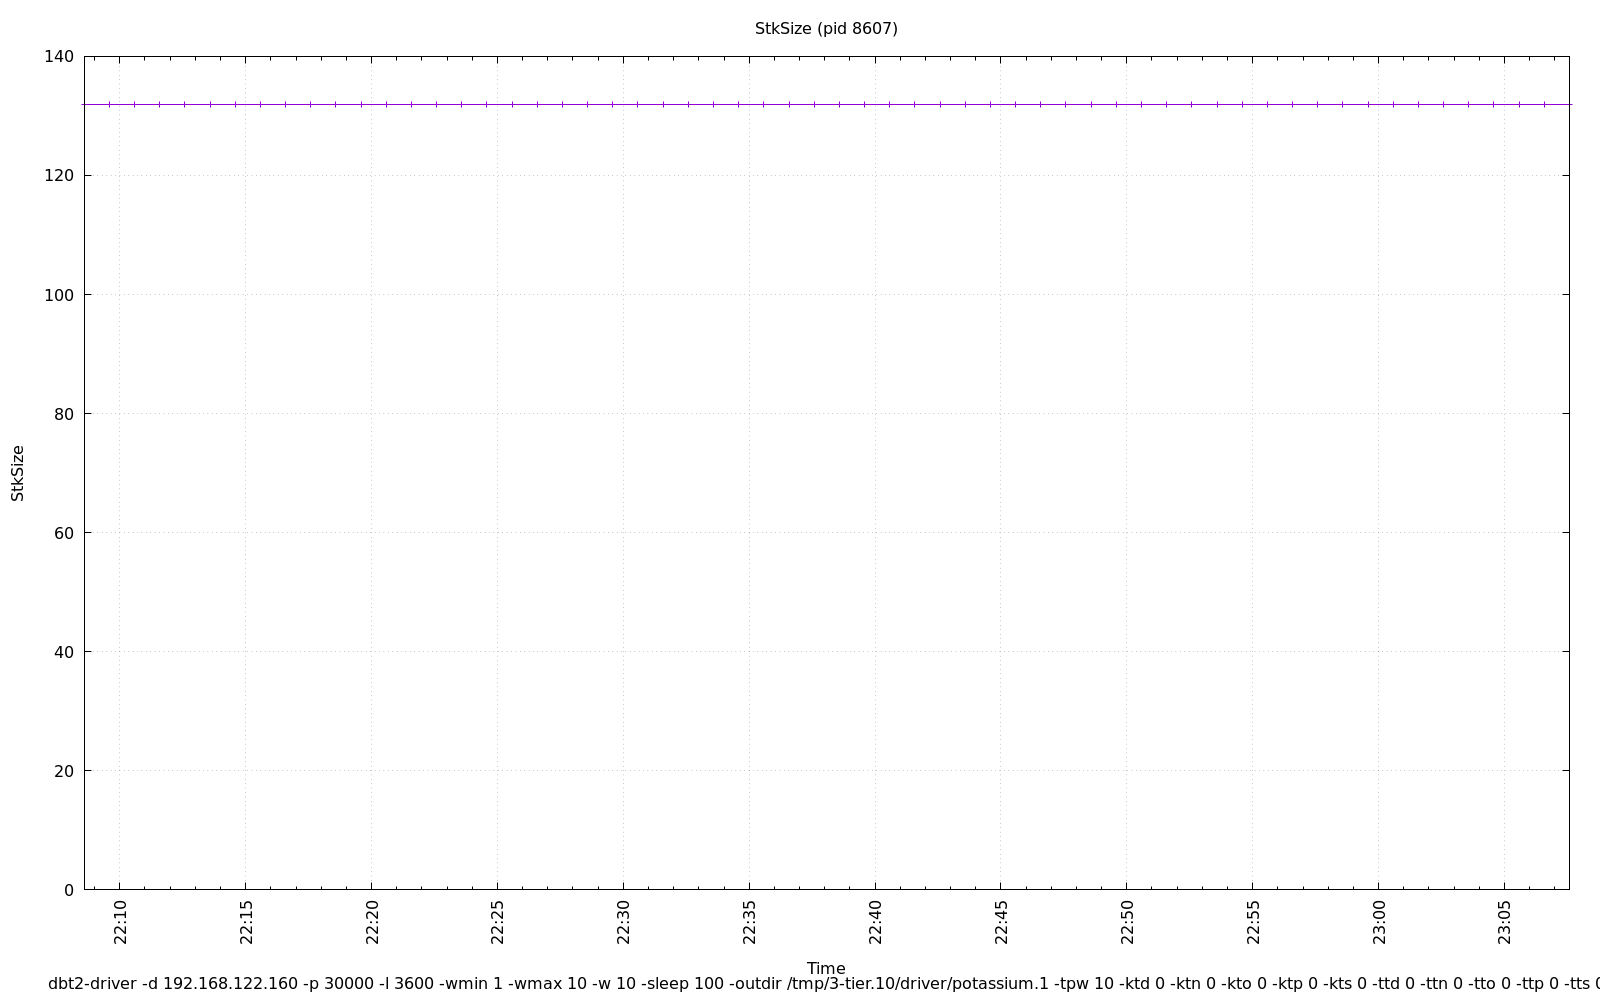 StkSize (pid 8607)
140
120
100
80
60
40
20
0
StkSize
22:10 22:15 22:20 22:25 22:30 22:35 22:40 22:45 22:50 22:55 23:00 23:05
Time
dbt2-driver -d 192.168.122.160 -p 30000 -l 3600 -wmin 1 -wmax 10 -w 10 -sleep 100 -outdir /tmp/3-tier.10/driver/potassium.1 -tpw 10 -ktd 0 -ktn 0 -kto 0 -ktp 0 -kts 0 -ttd 0 -ttn 0 -tto 0 -ttp 0 -tts 0